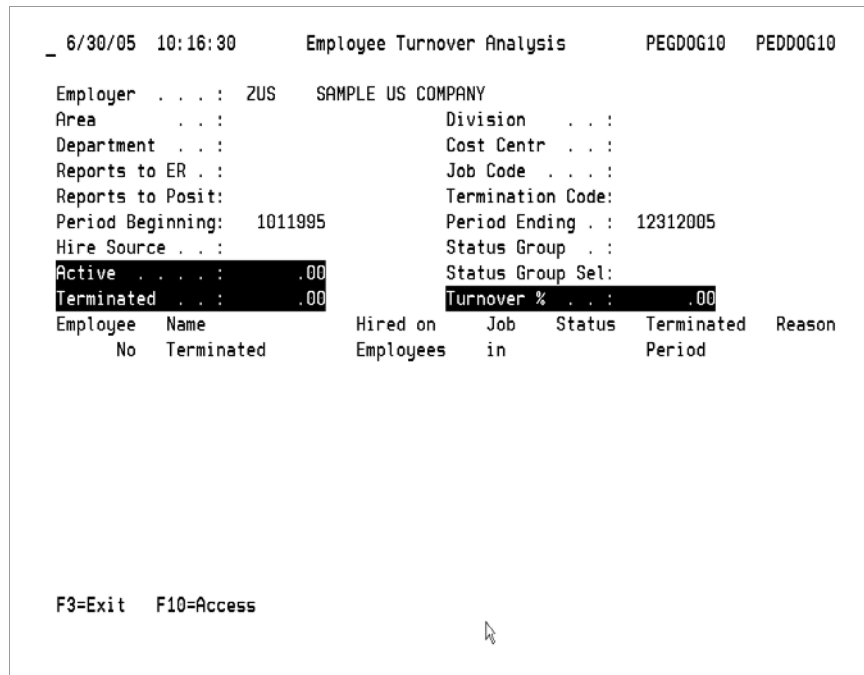 _ 6/30/05 10:16:30 Employee Turnover Analysis PEGDOG10 PEDDOG10
Employer . . . : ZUS SAMPLE US COMPANY
Area . . : Division . . :
Department . . : Cost Centr . . :
Reports to ER . : Job Code . . . :
Reports to Posit: Termination Code:
Period Beginning: 1011995 Period Ending . : 12312005
Hire Source . . : Status Group . :
Active . . . . : .00 Status Group Sel:
Terminated . . : .00 Turnover % . . : .00
Employee Name Hired on Job Status Terminated Reason
No Terminated Employees in Period
F3=Exit F10=Access